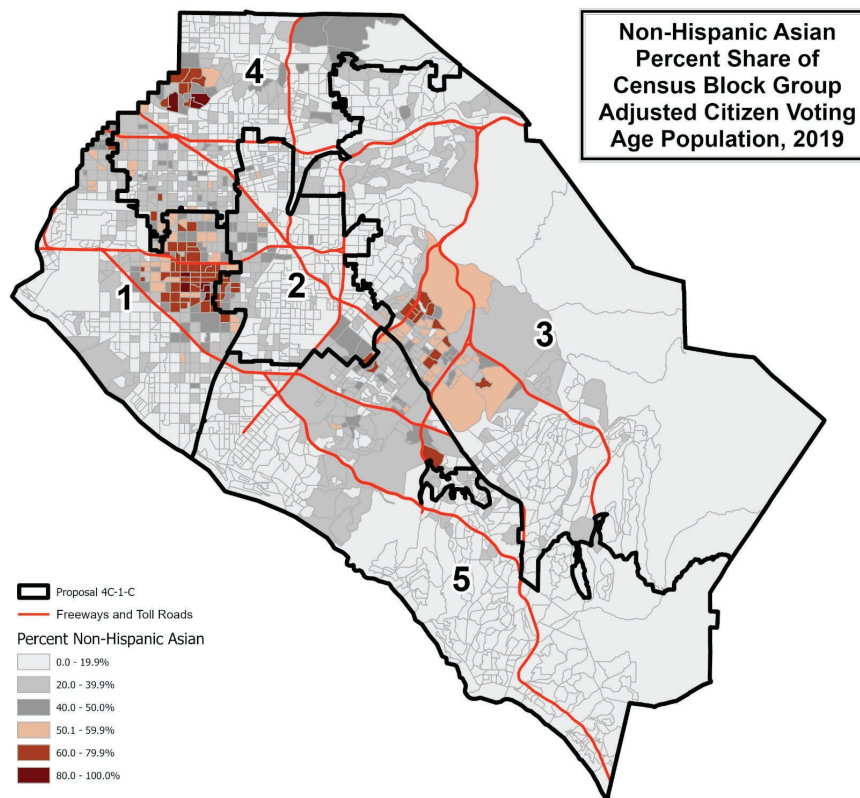 Non-Hispanic Asian
Percent Share of
Census Block Group
Adjusted Citizen Voting
Age Population, 2019
4
1
2
3
5
Proposal 4C-1-C
Freeways and Toll Roads
Percent Non-Hispanic Asian
0.0 - 19.9%
20.0 - 39.9%
40.0 - 50.0%
50.1 - 59.9%
60.0 - 79.9%
80.0 - 100.0%